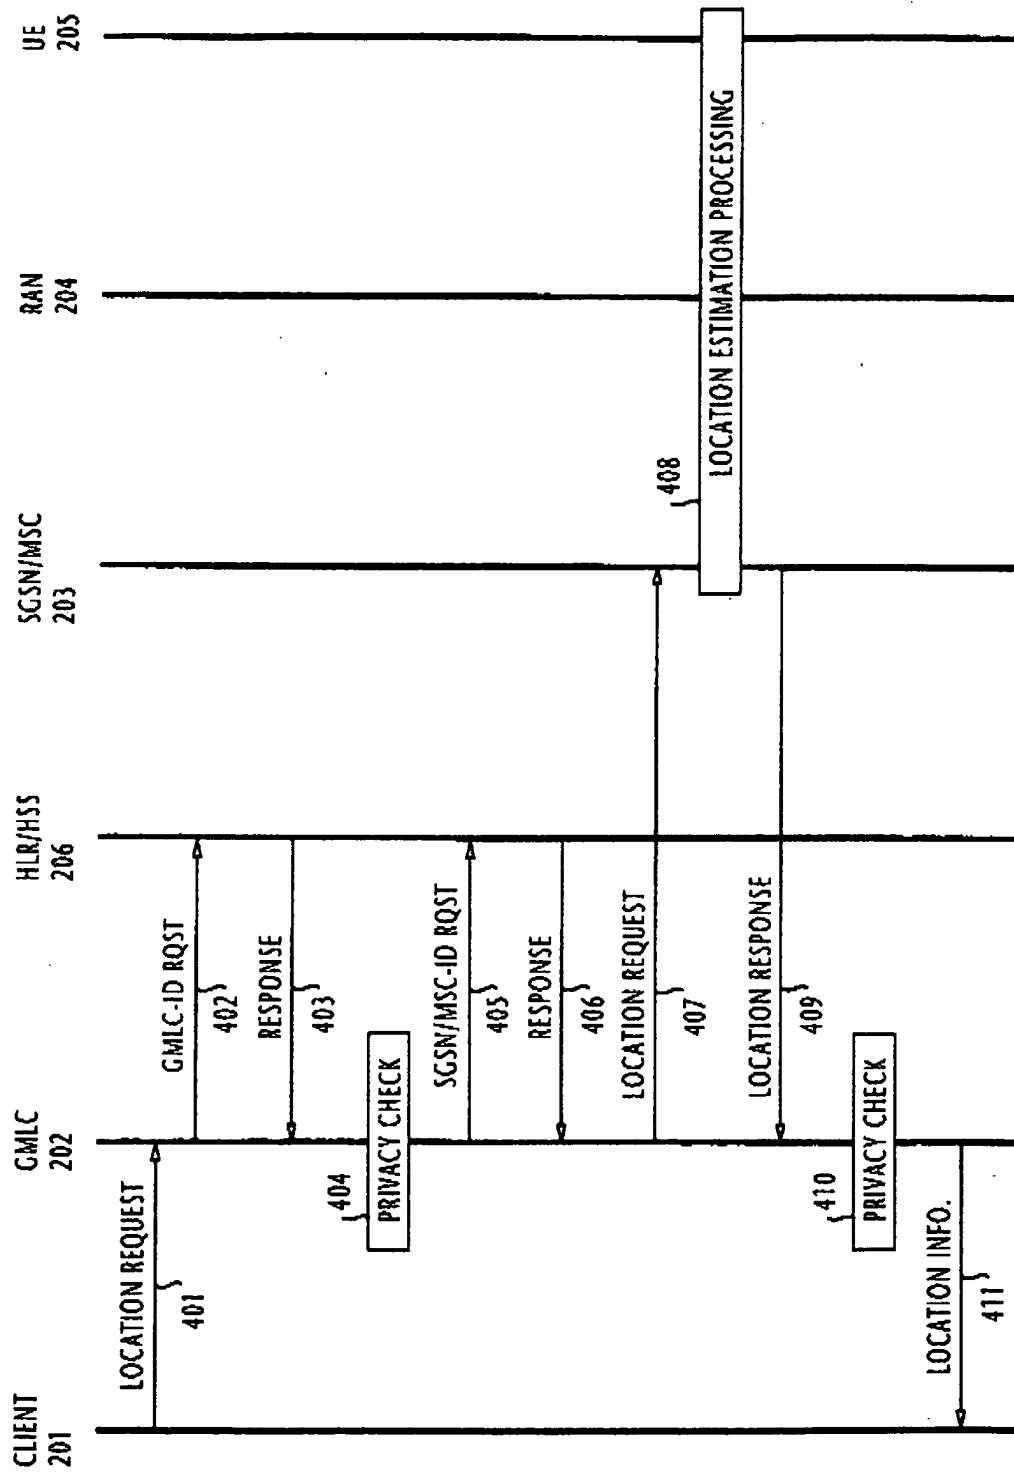 CLIENT
201
GMLC
202
HLR/HSS
206
SGSN/MSC
203
RAN
204
UE
205
LOCATION REQUEST
401
GMLC-ID RQST
402
RESPONSE
403
404
PRIVACY CHECK
SGSN/MSC-ID RQST
405
RESPONSE
406
LOCATION REQUEST
407
408
LOCATION ESTIMATION PROCESSING
LOCATION RESPONSE
409
410
PRIVACY CHECK
LOCATION INFO.
411